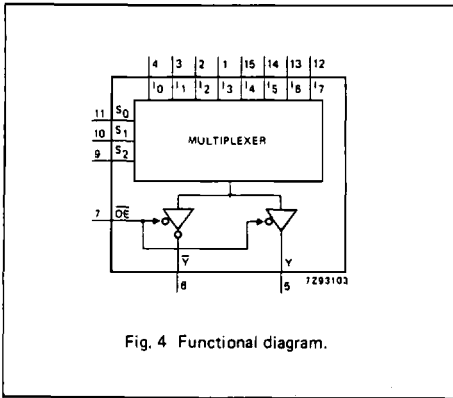 4 3 2 1 15 14 13 12
I0 I1 I2 I3 I4 I5 I6 I7
11 S0
10 S1
9 S2
MULTIPLEXER
7 OE
Y Y
6 5
7Z93103
Fig. 4 Functional diagram.